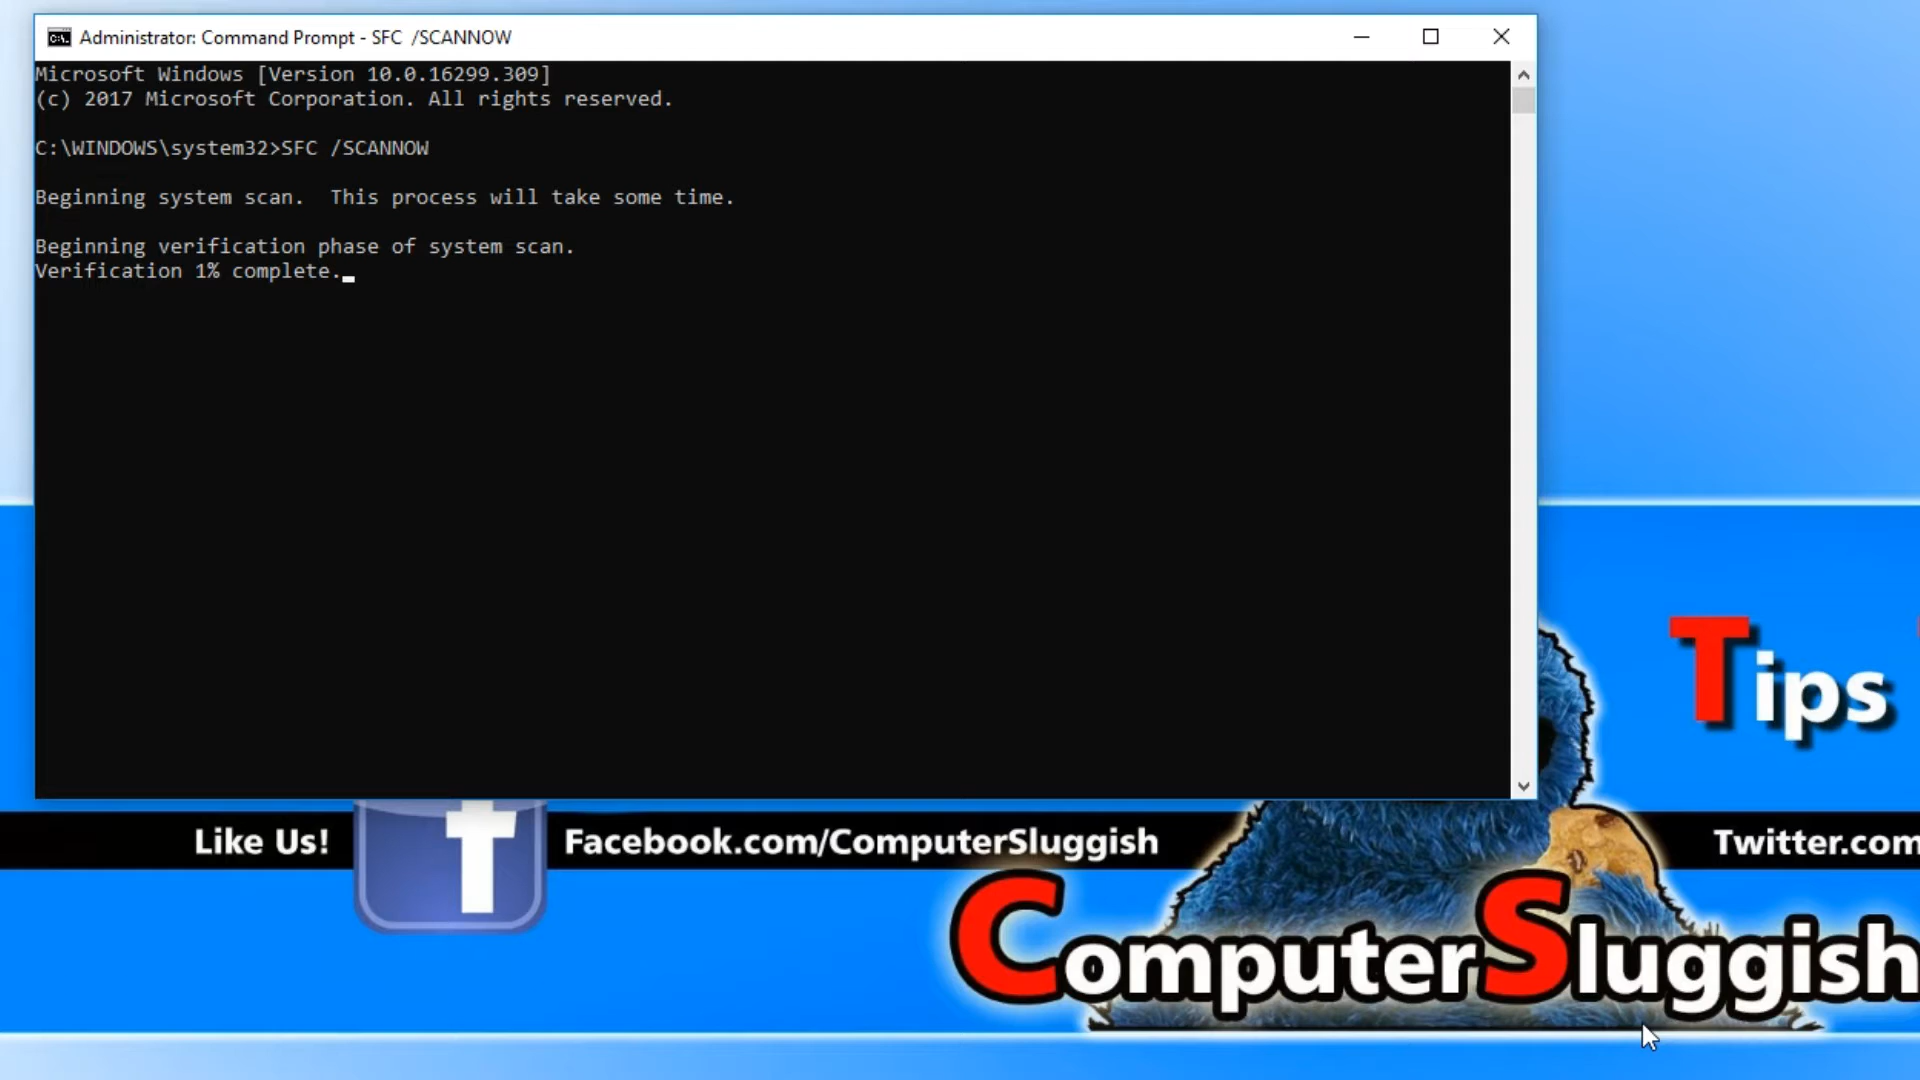 Administrator: Command Prompt - SFC /SCANNOW
Microsoft Windows [Version 10.0.16299.309]
(c) 2017 Microsoft Corporation. All rights reserved.
C:\WINDOWS\system32>SFC /SCANNOW
Beginning system scan.  This process will take some time.
Beginning verification phase of system scan.
Verification 1% complete.
Tips
Like Us! Facebook.com/ComputerSluggish Twitter.com
ComputerSluggish